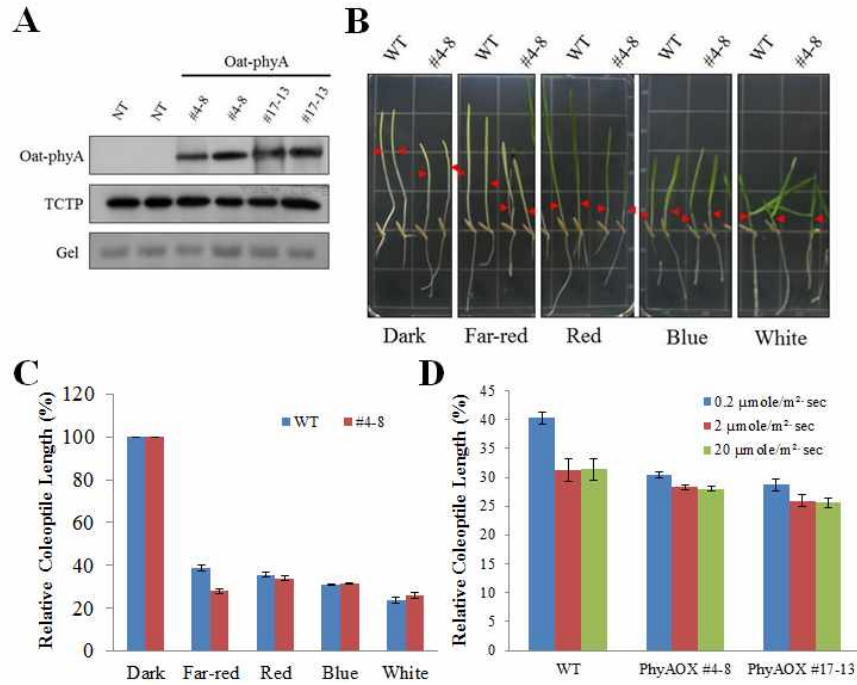 A
Oat-phyA
NT
NT
#4-8
#4-8
#17-13
#17-13
Oat-phyA
TCTP
Gel
B
WT
#4-8
WT
#4-8
WT
#4-8
WT
#4-8
WT
#4-8
Dark
Far-red
Red
Blue
White
C
Relative Coleoptile Length (%)
120
100
80
60
40
20
0
WT
#4-8
Dark
Far-red
Red
Blue
White
D
Relative Coleoptile Length (%)
45
40
35
30
25
20
15
10
5
0
0.2 µmole/m²·sec
2 µmole/m²·sec
20 µmole/m²·sec
WT
PhyAOX #4-8
PhyAOX #17-13